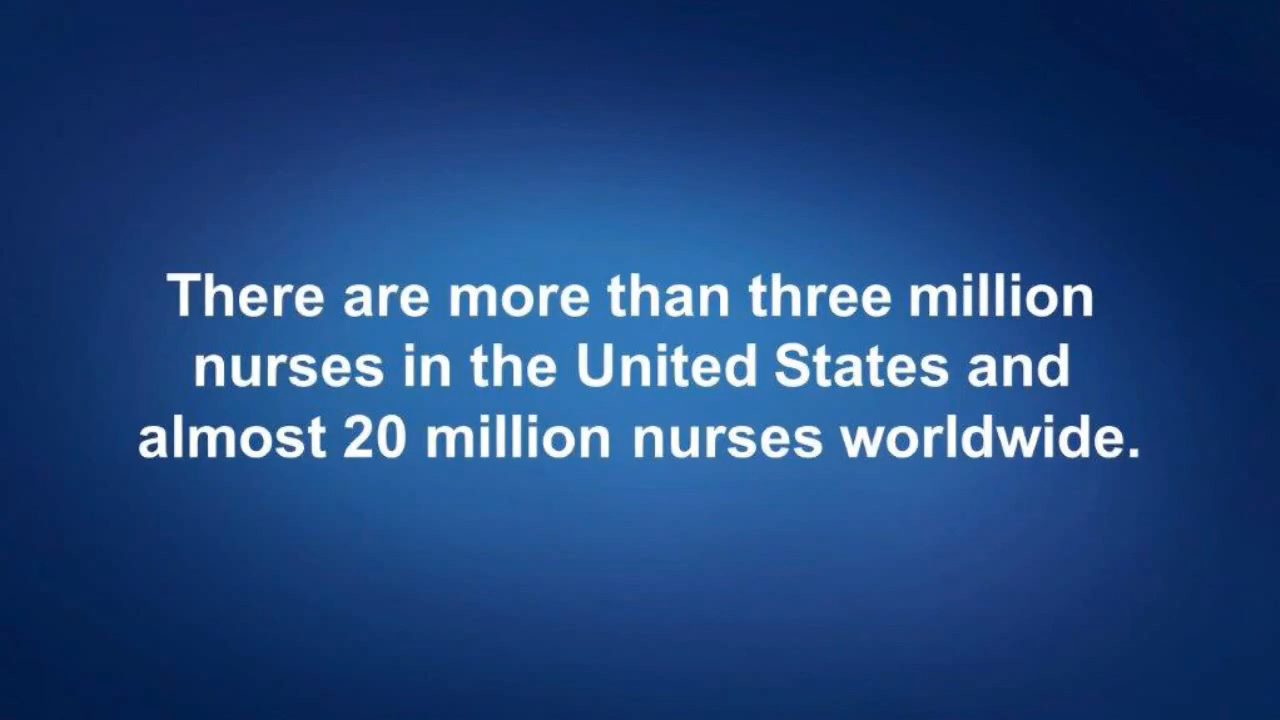 There are more than three million
nurses in the United States and
almost 20 million nurses worldwide.